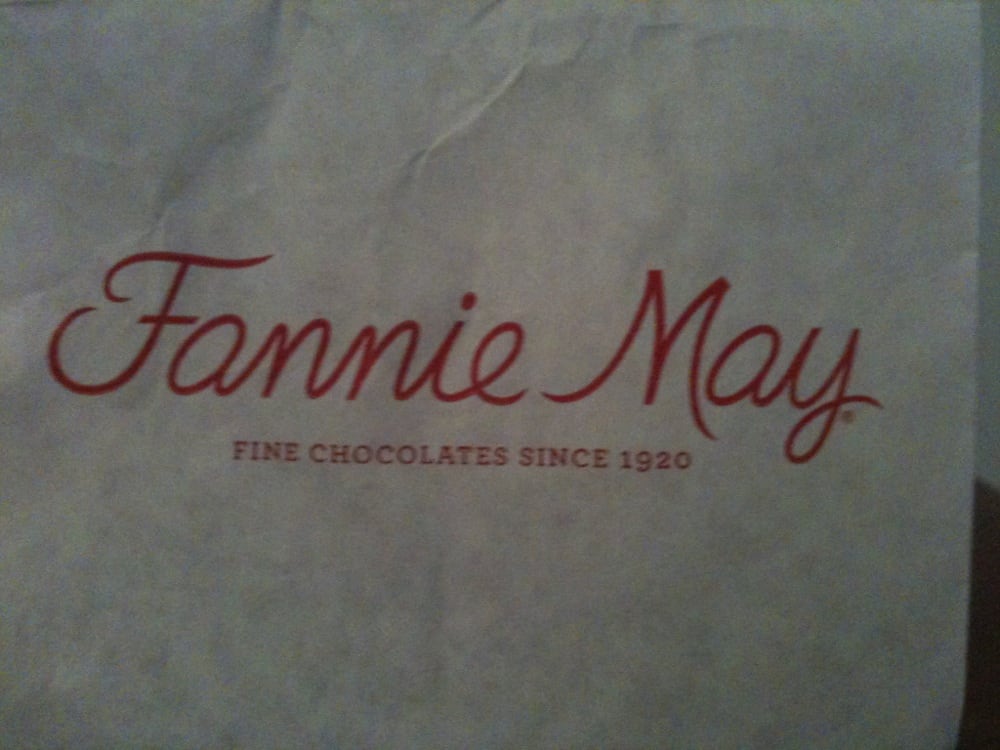 Fannie May®
FINE CHOCOLATES SINCE 1920